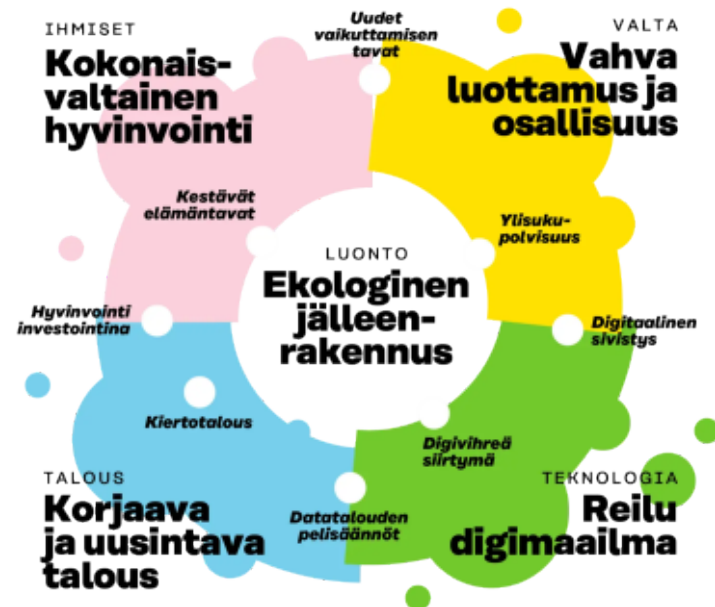 IHMISET
Kokonais-
valtainen
hyvinvointi
Uudet
vaikuttamisen
tavat
VALTA
Vahva
luottamus ja
osallisuus
Kestävät
elämäntavat
Ylisuku-
polvisuus
LUONTO
Ekologinen
jälleen-
rakennus
Hyvinvointi
investointina
Digitaalinen
sivistys
Kiertotalous
Digivihreä
siirtymä
TALOUS
Korjaava
ja uusintava
talous
Datatalouden
pelisäännöt
TEKNOLOGIA
Reilu
digimaailma